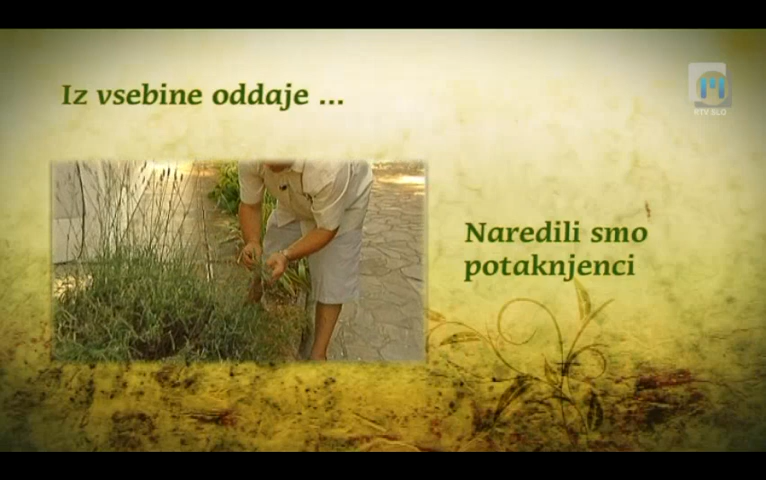 Iz vsebine oddaje ...
RTV SLO
Naredili smo
potaknjenci